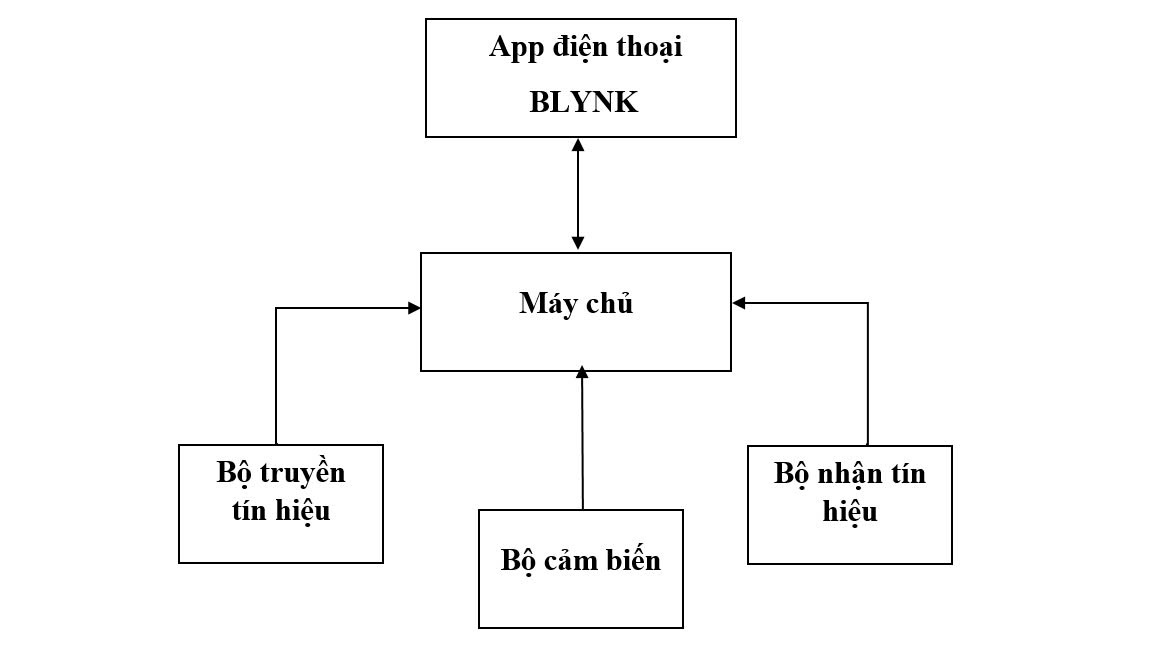 App điện thoại
BLYNK
Máy chủ
Bộ truyền
tín hiệu
Bộ cảm biến
Bộ nhận tín
hiệu